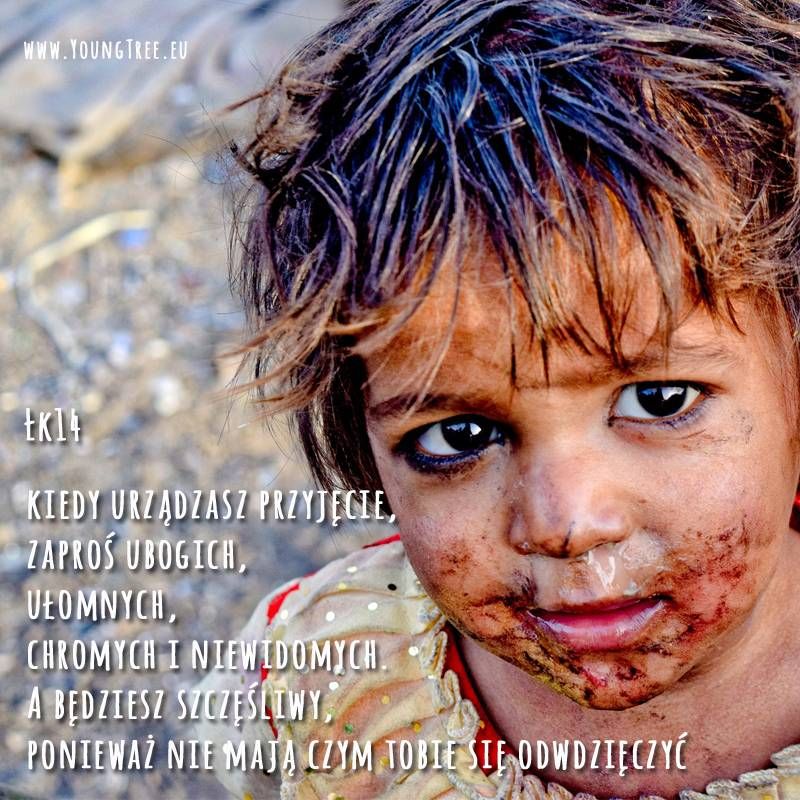 www.YoungTree.eu
Łk14
kiedy urządzasz przyjęcie,
zaproś ubogich,
ułomnych,
chromych i niewidomych.
A będziesz szczęśliwy,
ponieważ nie mają czym tobie się odwdzięczyć